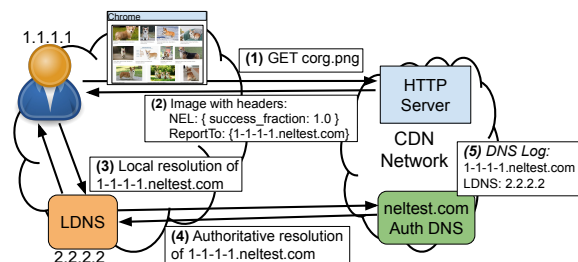 Chrome
1.1.1.1
(1) GET corg.png
HTTP
Server
(2) Image with headers:
NEL: { success_fraction: 1.0 }
ReportTo: {1-1-1-1.neltest.com}
CDN
Network
(5) DNS Log:
1-1-1-1.neltest.com
LDNS: 2.2.2.2
(3) Local resolution of
1-1-1-1.neltest.com
LDNS
2.2.2.2
neltest.com
Auth DNS
(4) Authoritative resolution
of 1-1-1-1.neltest.com